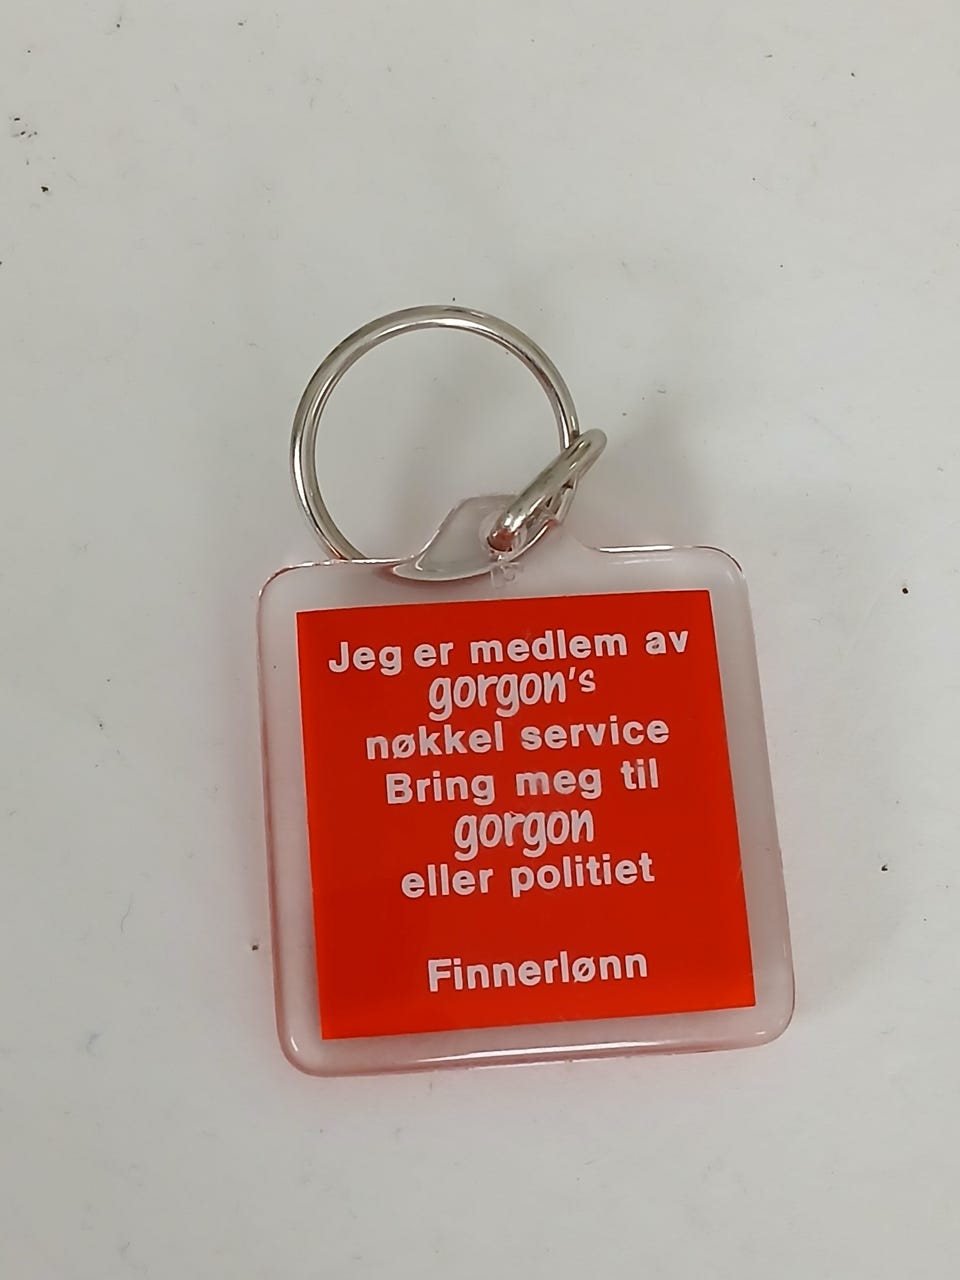 Jeg er medlem av
gorgon's
nøkkel service
Bring meg til
gorgon
eller politiet
Finnerlønn